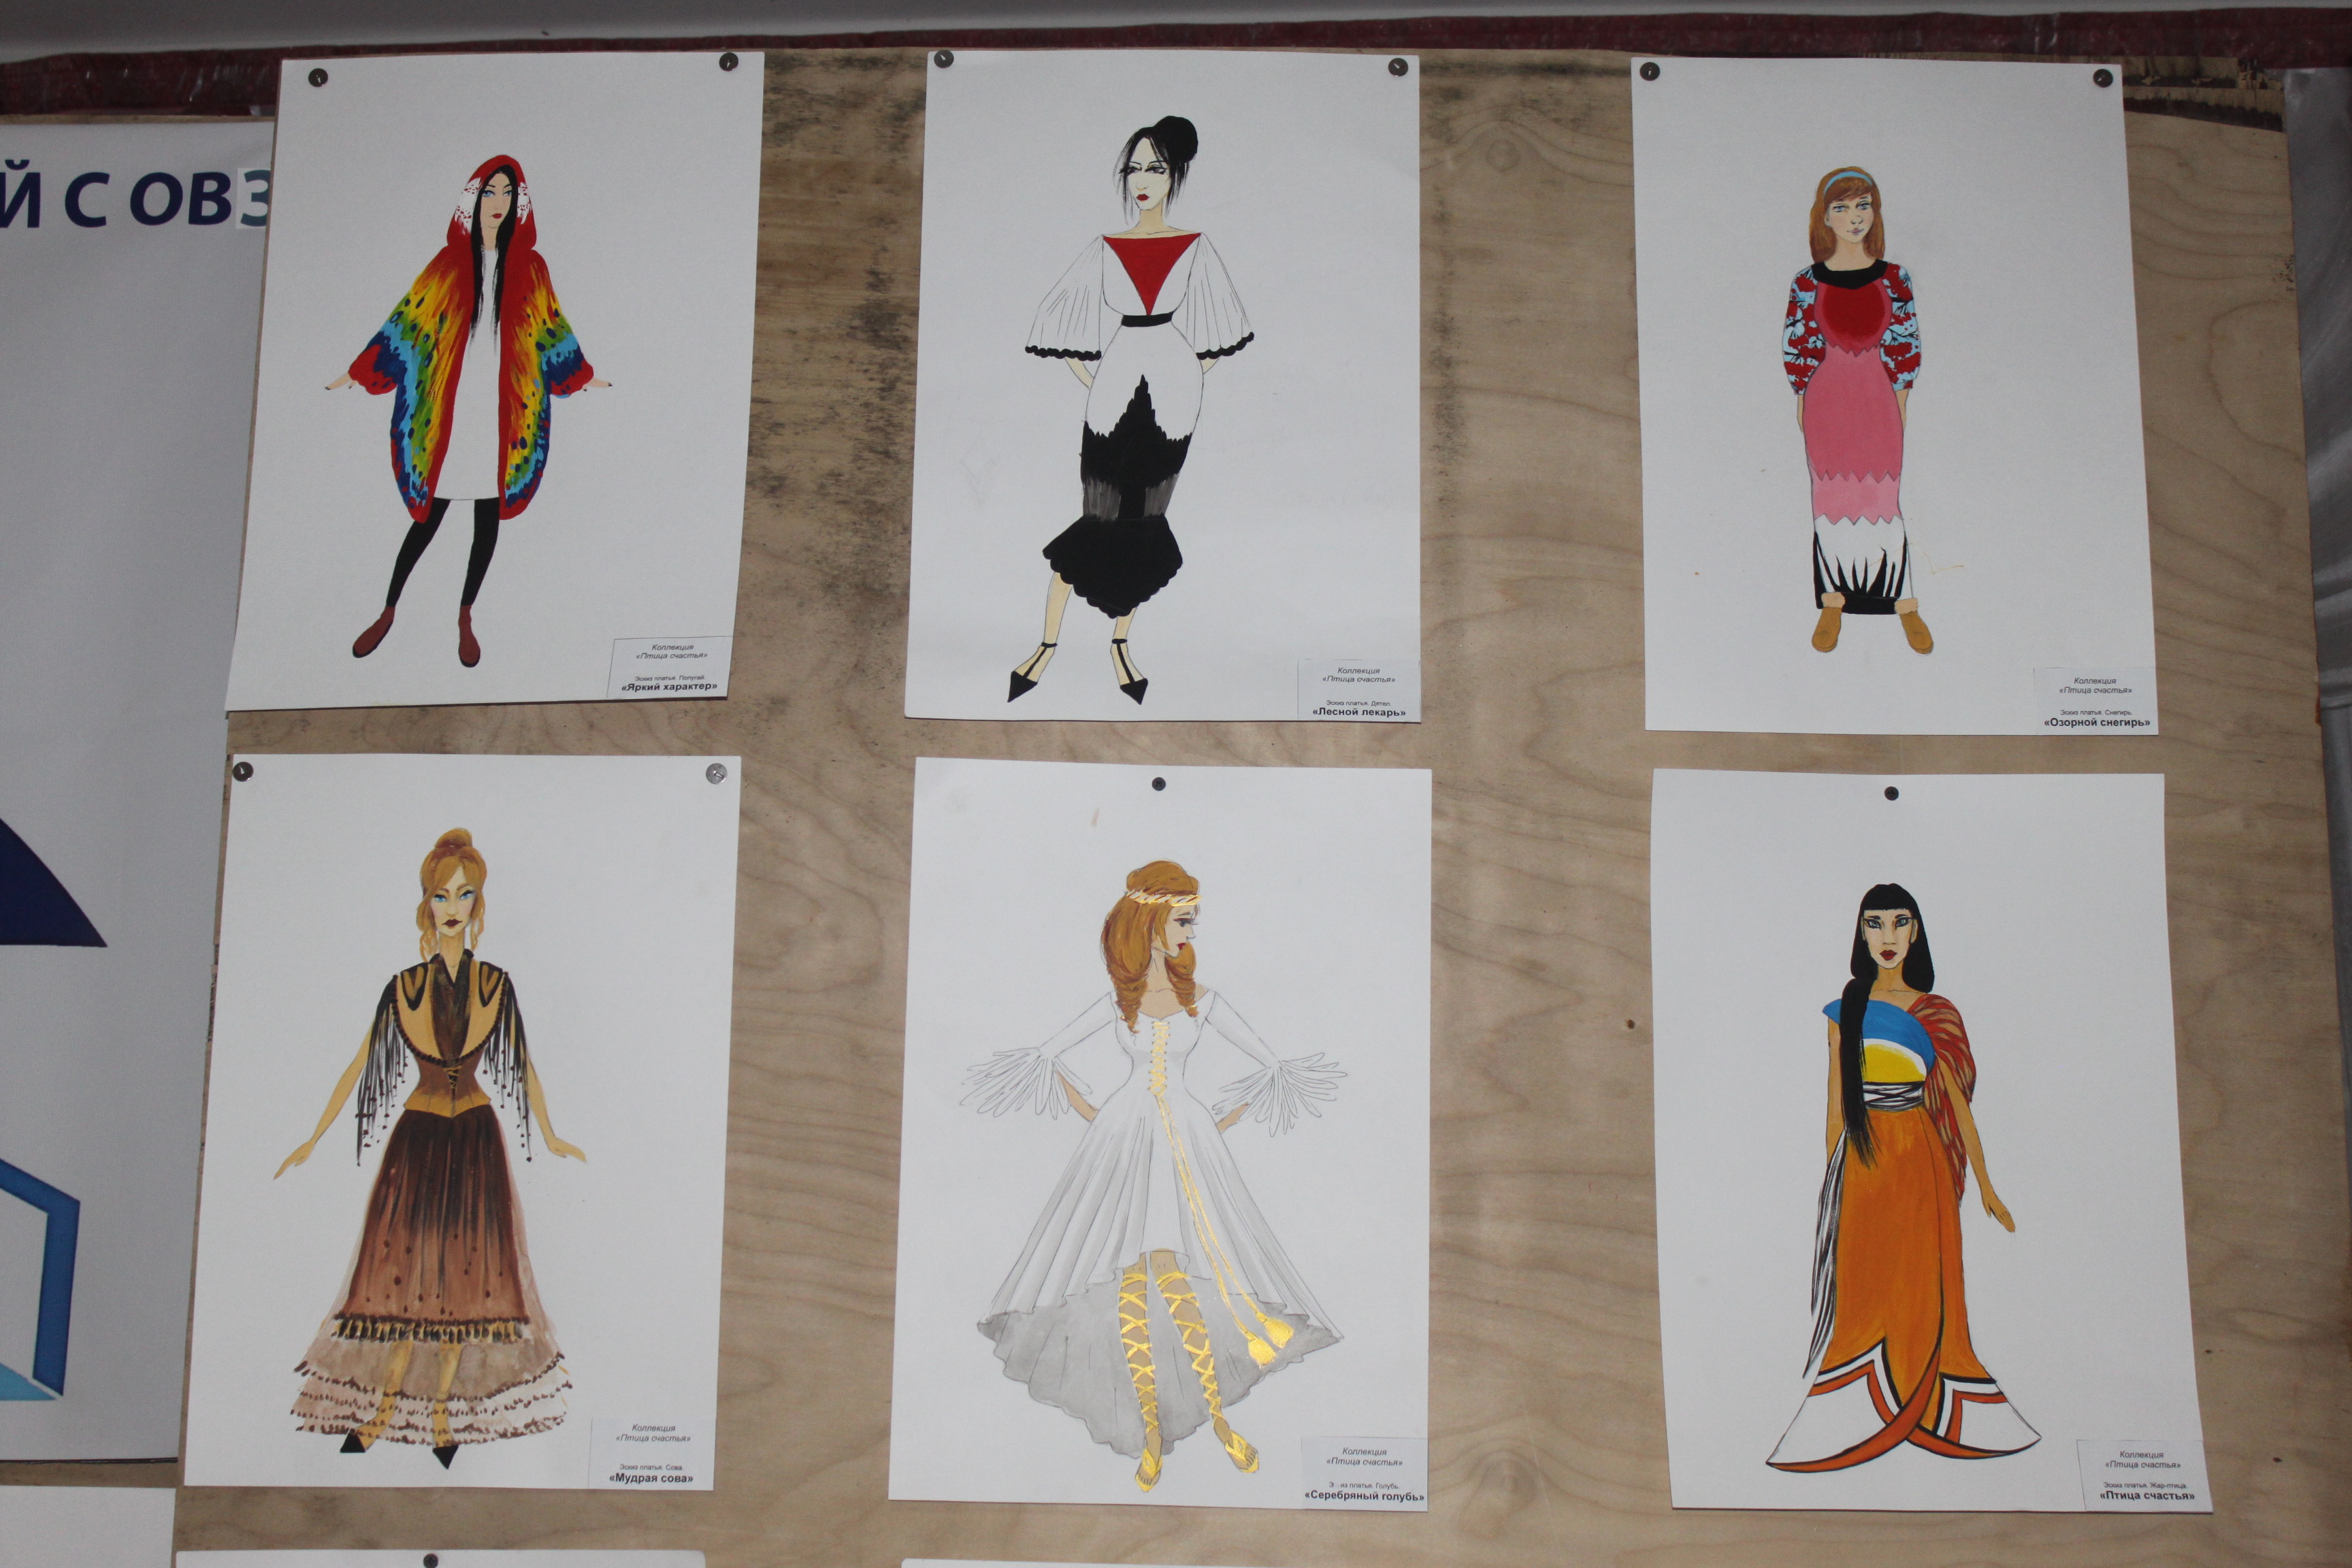 Й С ОВЗ
Коллекция
«Птица счастья»
Эскиз платья. Попугай.
«Яркий характер»
Коллекция
«Птица счастья»
Эскиз платья. Дятел.
«Лесной лекарь»
Коллекция
«Птица счастья»
Эскиз платья. Снегирь.
«Озорной снегирь»
Коллекция
«Птица счастья»
Эскиз платья. Сова.
«Мудрая сова»
Коллекция
«Птица счастья»
платья. Голубь.
«Серебряный голубь»
Коллекция
«Птица счастья»
Эскиз платья. Жар-птица.
«Птица счастья»